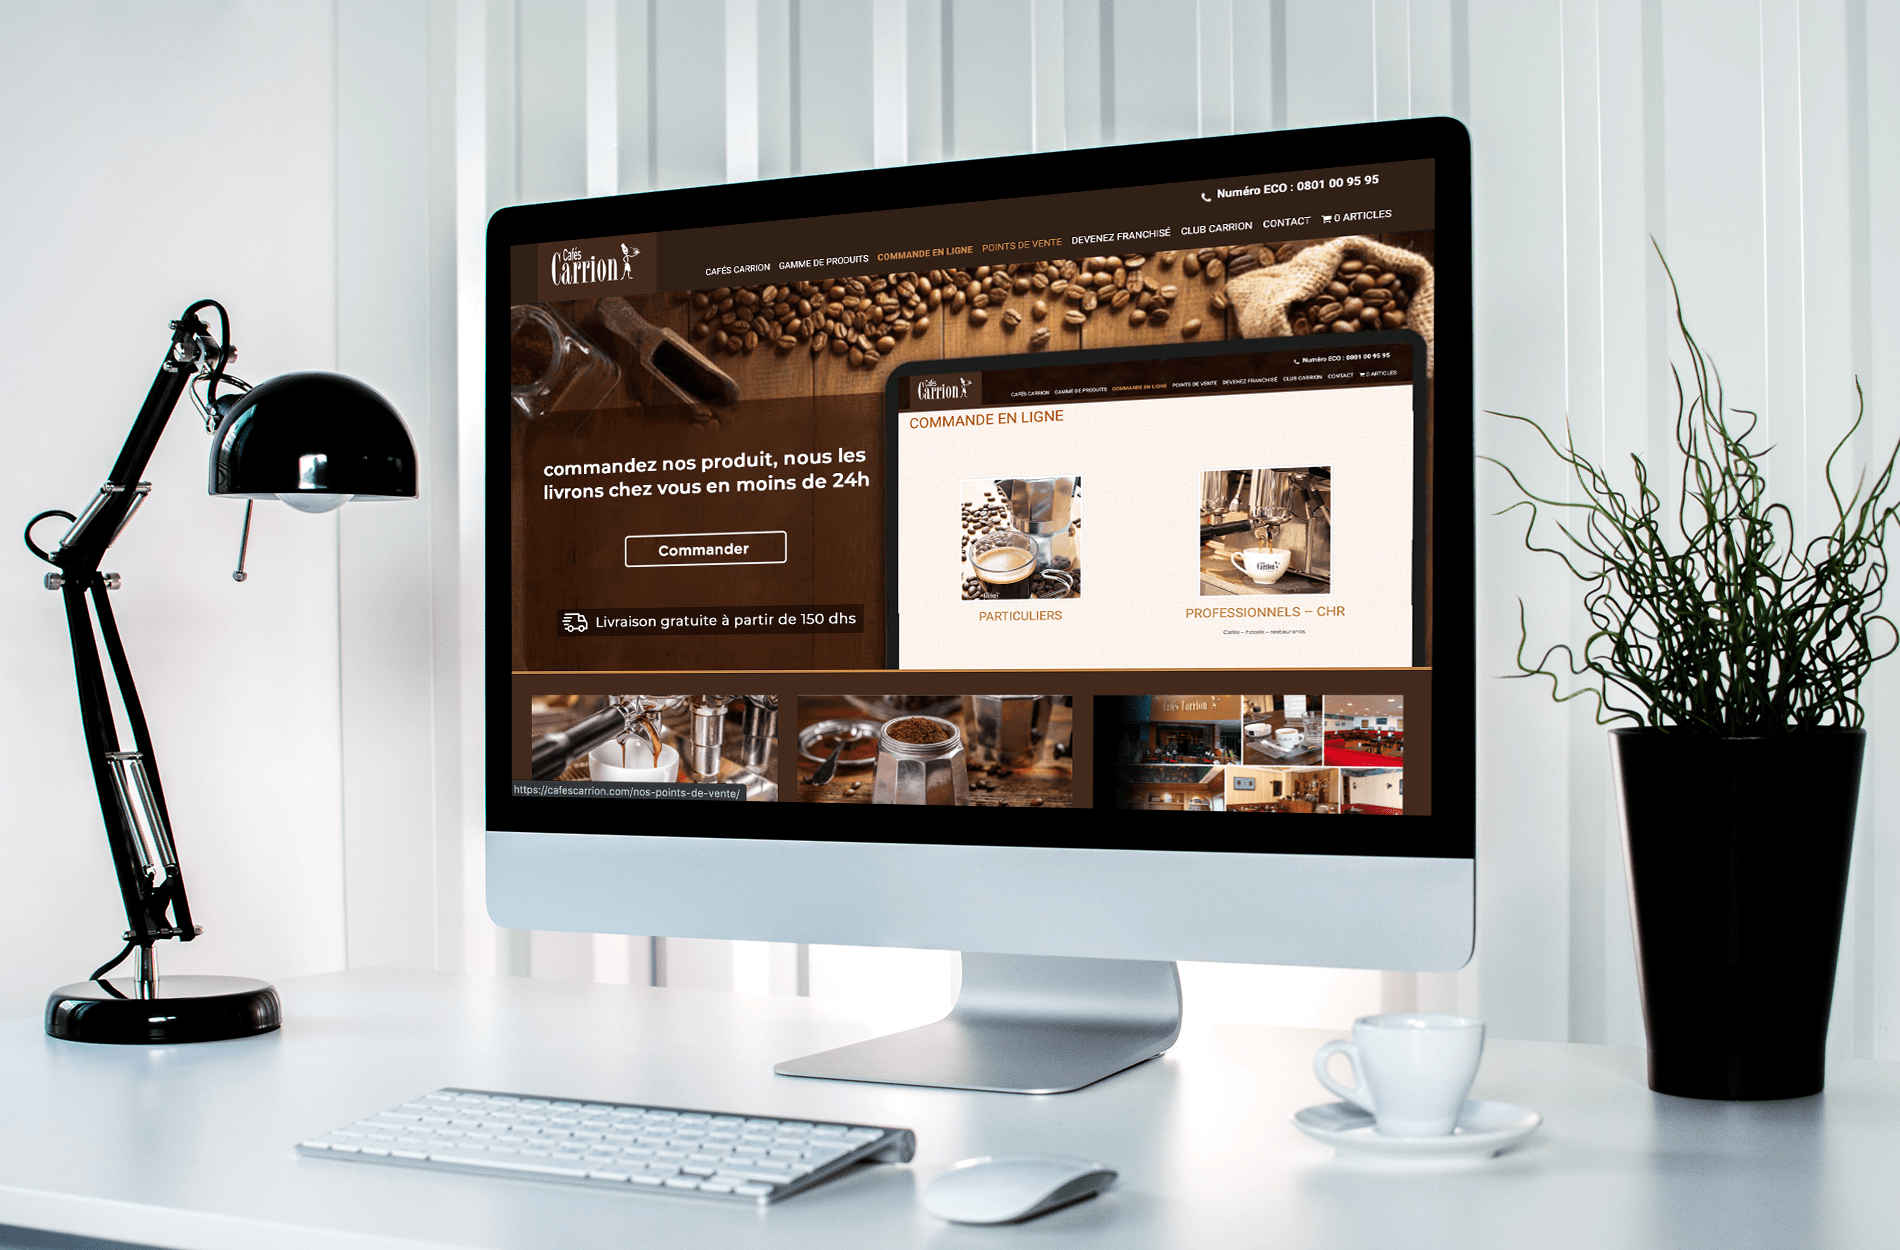 Numéro ECO : 0801 00 95 95
Cafés
Carrion
CAFÉS CARRION GAMME DE PRODUITS COMMANDE EN LIGNE POINTS DE VENTE DEVENEZ FRANCHISÉ CLUB CARRION CONTACT 0 ARTICLES
commandez nos produit, nous les
livrons chez vous en moins de 24h
Commander
Livraison gratuite à partir de 150 dhs
Numéro ECO : 0801 00 95 95
Cafés
Carrion
CAFÉS CARRION GAMME DE PRODUITS COMMANDE EN LIGNE POINTS DE VENTE DEVENEZ FRANCHISÉ CLUB CARRION CONTACT 0 ARTICLES
COMMANDE EN LIGNE
Carrion
PARTICULIERS
PROFESSIONNELS – CHR
Cafés – hotels – restaurants
Cafés Carrion
https://cafescarrion.com/nos-points-de-vente/